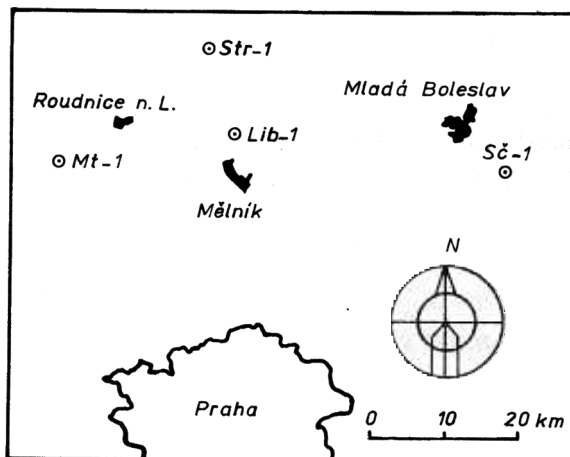 Str-1
Roudnice n. L.
Mladá Boleslav
Lib-1
Mt-1
Sč-1
Mělník
N
Praha
0 10 20 km